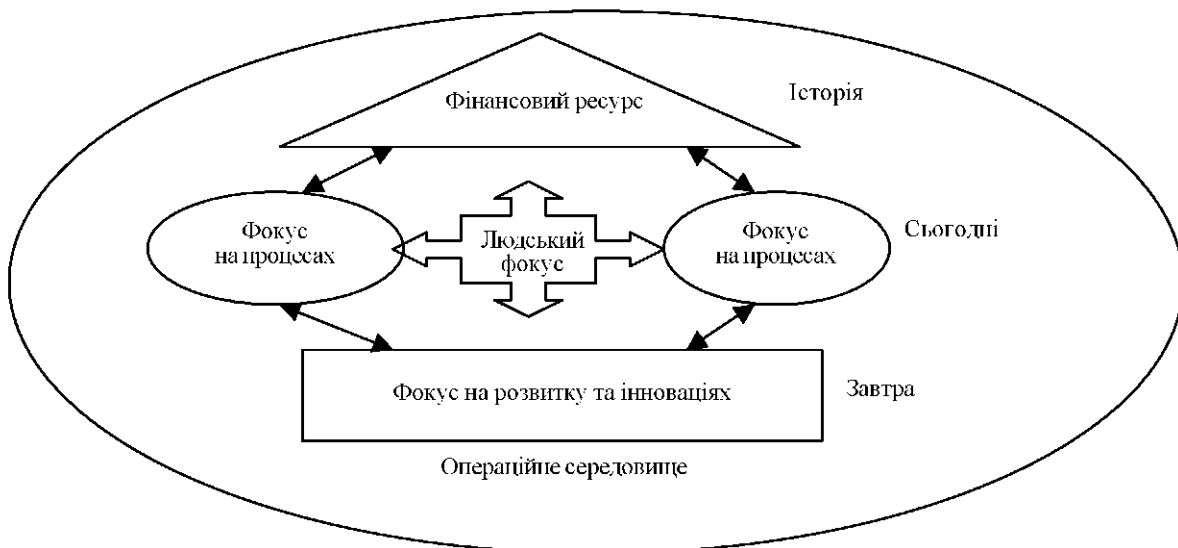 Фінансовий ресурс
Історія
Фокус
на процесах
Людський
фокус
Фокус
на процесах
Сьогодні
Фокус на розвитку та інноваціях
Завтра
Операційне середовище